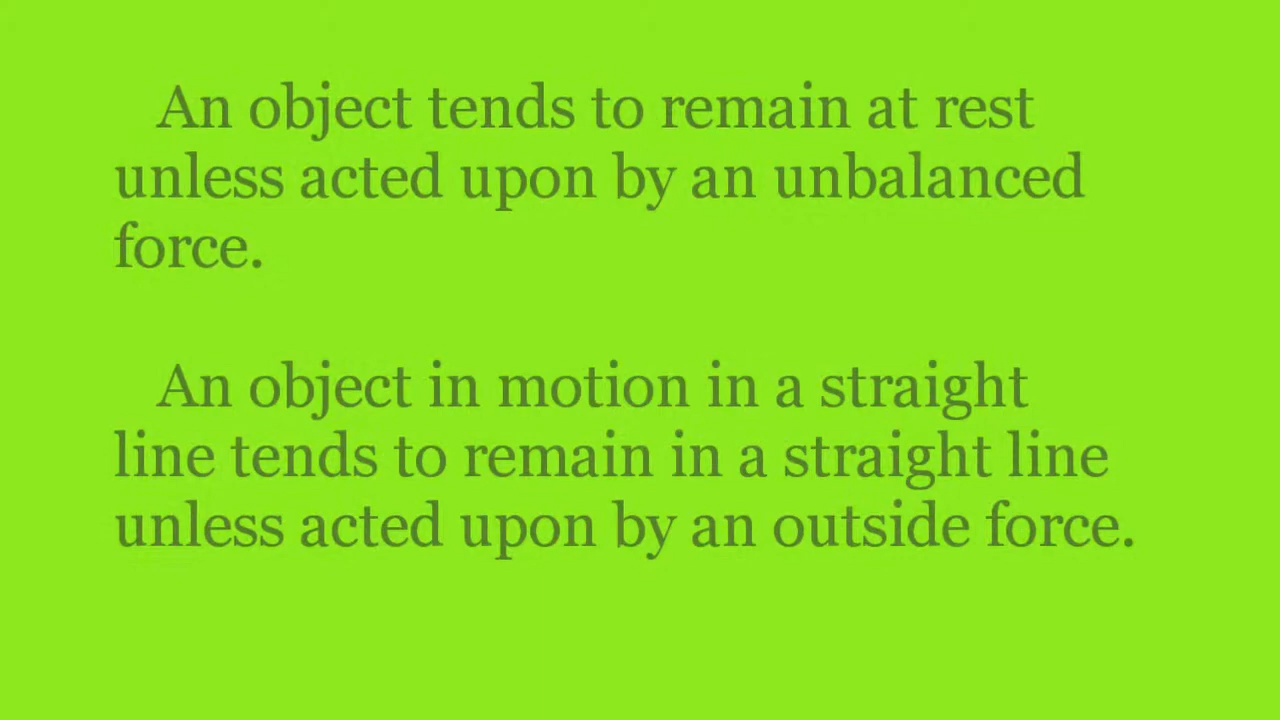 An object tends to remain at rest
unless acted upon by an unbalanced
force.
An object in motion in a straight
line tends to remain in a straight line
unless acted upon by an outside force.